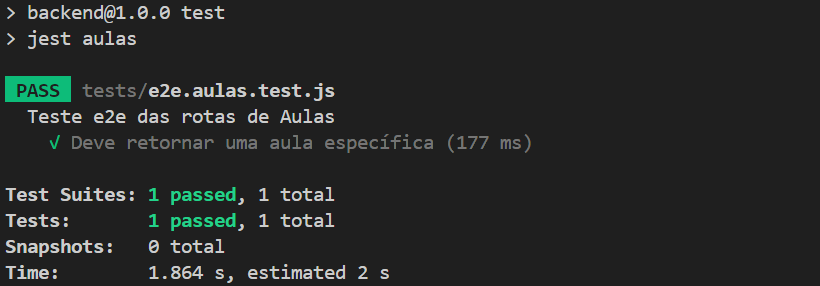 > backend@1.0.0 test
> jest aulas
PASS tests/e2e.aulas.test.js
Teste e2e das rotas de Aulas
√ Deve retornar uma aula específica (177 ms)
Test Suites: 1 passed, 1 total
Tests: 1 passed, 1 total
Snapshots: 0 total
Time: 1.864 s, estimated 2 s